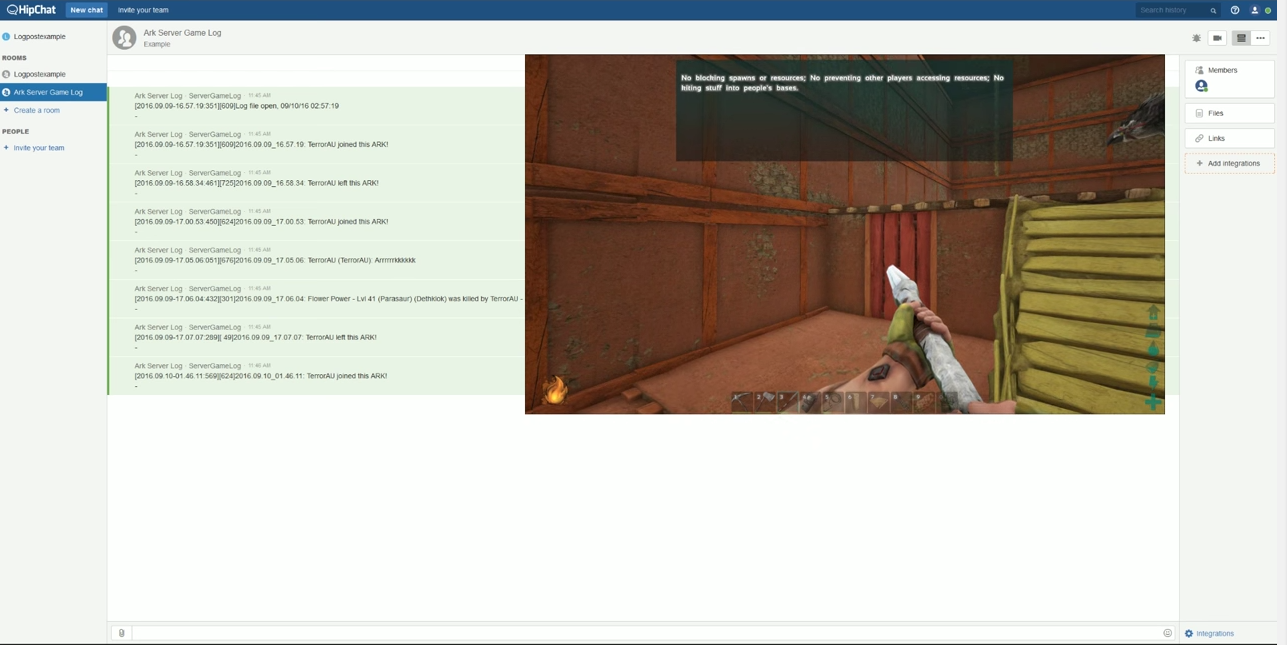 HipChat
New chat
Invite your team
Search history
Logpostexample
ROOMS
Logpostexample
Ark Server Game Log
+ Create a room
PEOPLE
+ Invite your team
Ark Server Game Log
Example
Ark Server Log · ServerGameLog · 11:45 AM
[2016.09.09-16.57.19:351][609]Log file open, 09/10/16 02:57:19
-
Ark Server Log · ServerGameLog · 11:45 AM
[2016.09.09-16.57.19:351][609]2016.09.09_16.57.19: TerrorAU joined this ARK!
-
Ark Server Log · ServerGameLog · 11:45 AM
[2016.09.09-16.58.34:461][725]2016.09.09_16.58.34: TerrorAU left this ARK!
-
Ark Server Log · ServerGameLog · 11:45 AM
[2016.09.09-17.00.53:450][624]2016.09.09_17.00.53: TerrorAU joined this ARK!
-
Ark Server Log · ServerGameLog · 11:45 AM
[2016.09.09-17.05.06:051][676]2016.09.09_17.05.06: TerrorAU (TerrorAU): Arrrrrrkkkkkk
-
Ark Server Log · ServerGameLog · 11:45 AM
[2016.09.09-17.06.04:432][301]2016.09.09_17.06.04: Flower Power - Lvl 41 (Parasaur) (Dethklok) was killed by TerrorAU -
-
Ark Server Log · ServerGameLog · 11:45 AM
[2016.09.09-17.07.07:289][ 49]2016.09.09_17.07.07: TerrorAU left this ARK!
-
Ark Server Log · ServerGameLog · 11:46 AM
[2016.09.10-01.46.11:569][624]2016.09.10_01.46.11: TerrorAU joined this ARK!
-
No blocking spawns or resources; No preventing other players accessing resources; No
hiting stuff into people's bases.
Members
Files
Links
+ Add integrations
Integrations